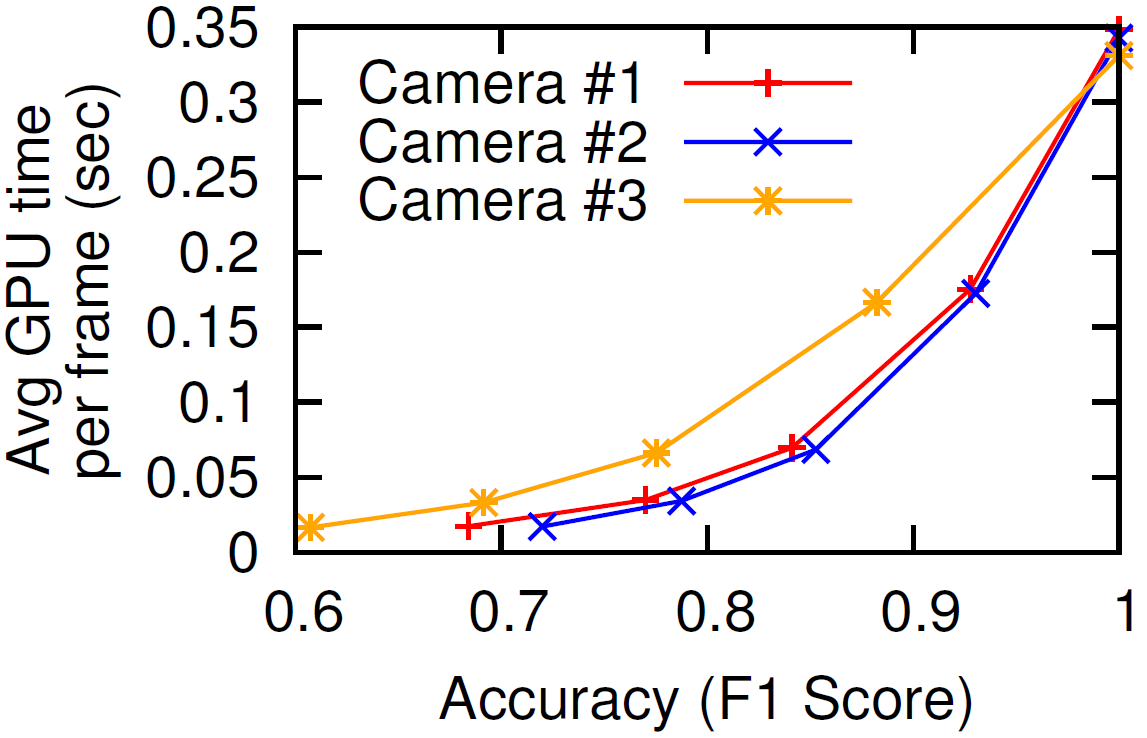 Avg GPU time
per frame (sec)
0.35
0.3
0.25
0.2
0.15
0.1
0.05
0
Camera #1
Camera #2
Camera #3
0.6 0.7 0.8 0.9 1
Accuracy (F1 Score)